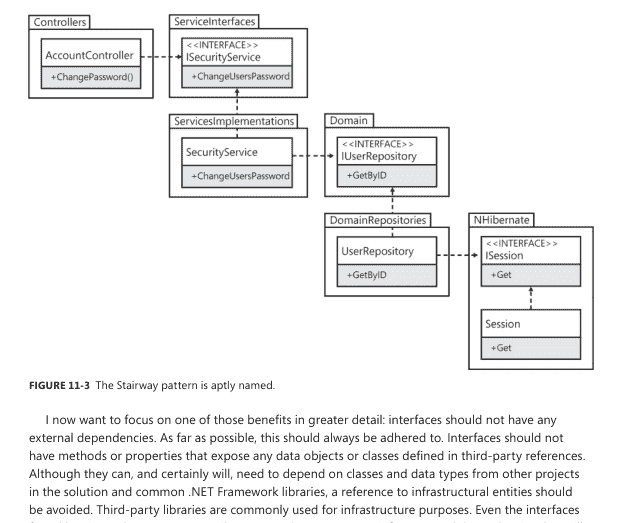 Controllers
AccountController
+ChangePassword()
ServiceInterfaces
<<INTERFACE>>
ISecurityService
+ChangeUsersPassword
ServicesImplementations
SecurityService
+ChangeUsersPassword
Domain
<<INTERFACE>>
IUserRepository
+GetByID
DomainRepositories
UserRepository
+GetByID
NHibernate
<<INTERFACE>>
ISession
+Get
Session
+Get
FIGURE 11-3 The Stairway pattern is aptly named.
I now want to focus on one of those benefits in greater detail: interfaces should not have any
external dependencies. As far as possible, this should always be adhered to. Interfaces should not
have methods or properties that expose any data objects or classes defined in third-party references.
Although they can, and certainly will, need to depend on classes and data types from other projects
in the solution and common .NET Framework libraries, a reference to infrastructural entities should
be avoided. Third-party libraries are commonly used for infrastructure purposes. Even the interfaces